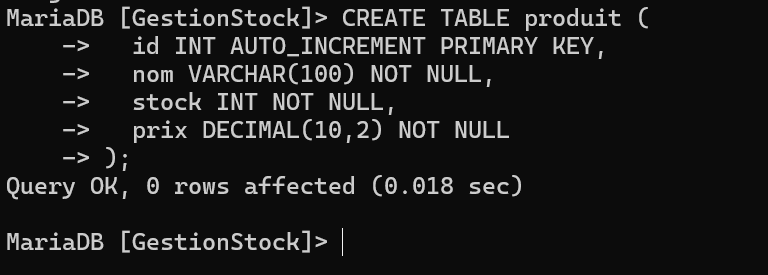 MariaDB [GestionStock]> CREATE TABLE produit (
    ->   id INT AUTO_INCREMENT PRIMARY KEY,
    ->   nom VARCHAR(100) NOT NULL,
    ->   stock INT NOT NULL,
    ->   prix DECIMAL(10,2) NOT NULL
    -> );
Query OK, 0 rows affected (0.018 sec)
MariaDB [GestionStock]>